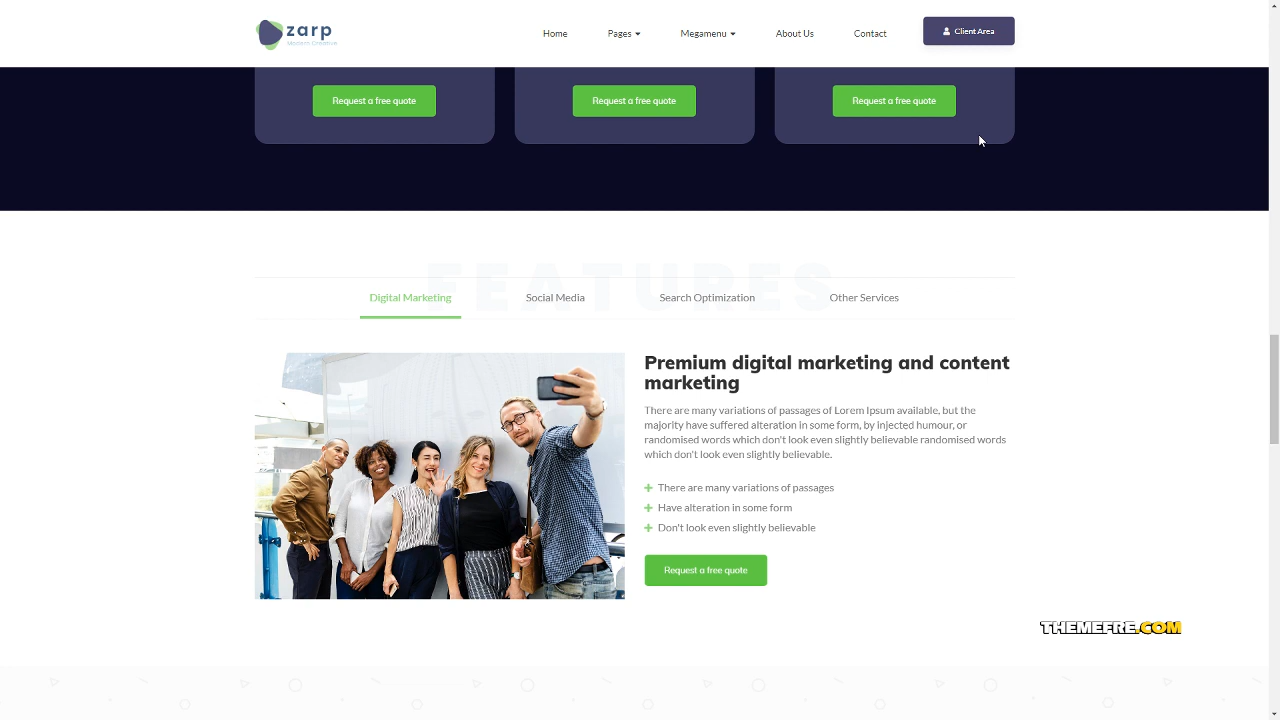 zarp
Modern Creative
Home
Pages
Megamenu
About Us
Contact
Client Area
Request a free quote
Request a free quote
Request a free quote
FEATURES
Digital Marketing
Social Media
Search Optimization
Other Services
Premium digital marketing and content
marketing
There are many variations of passages of Lorem Ipsum available, but the
majority have suffered alteration in some form, by injected humour, or
randomised words which don't look even slightly believable randomised words
which don't look even slightly believable.
There are many variations of passages
Have alteration in some form
Don't look even slightly believable
Request a free quote
THEMEFRE.COM